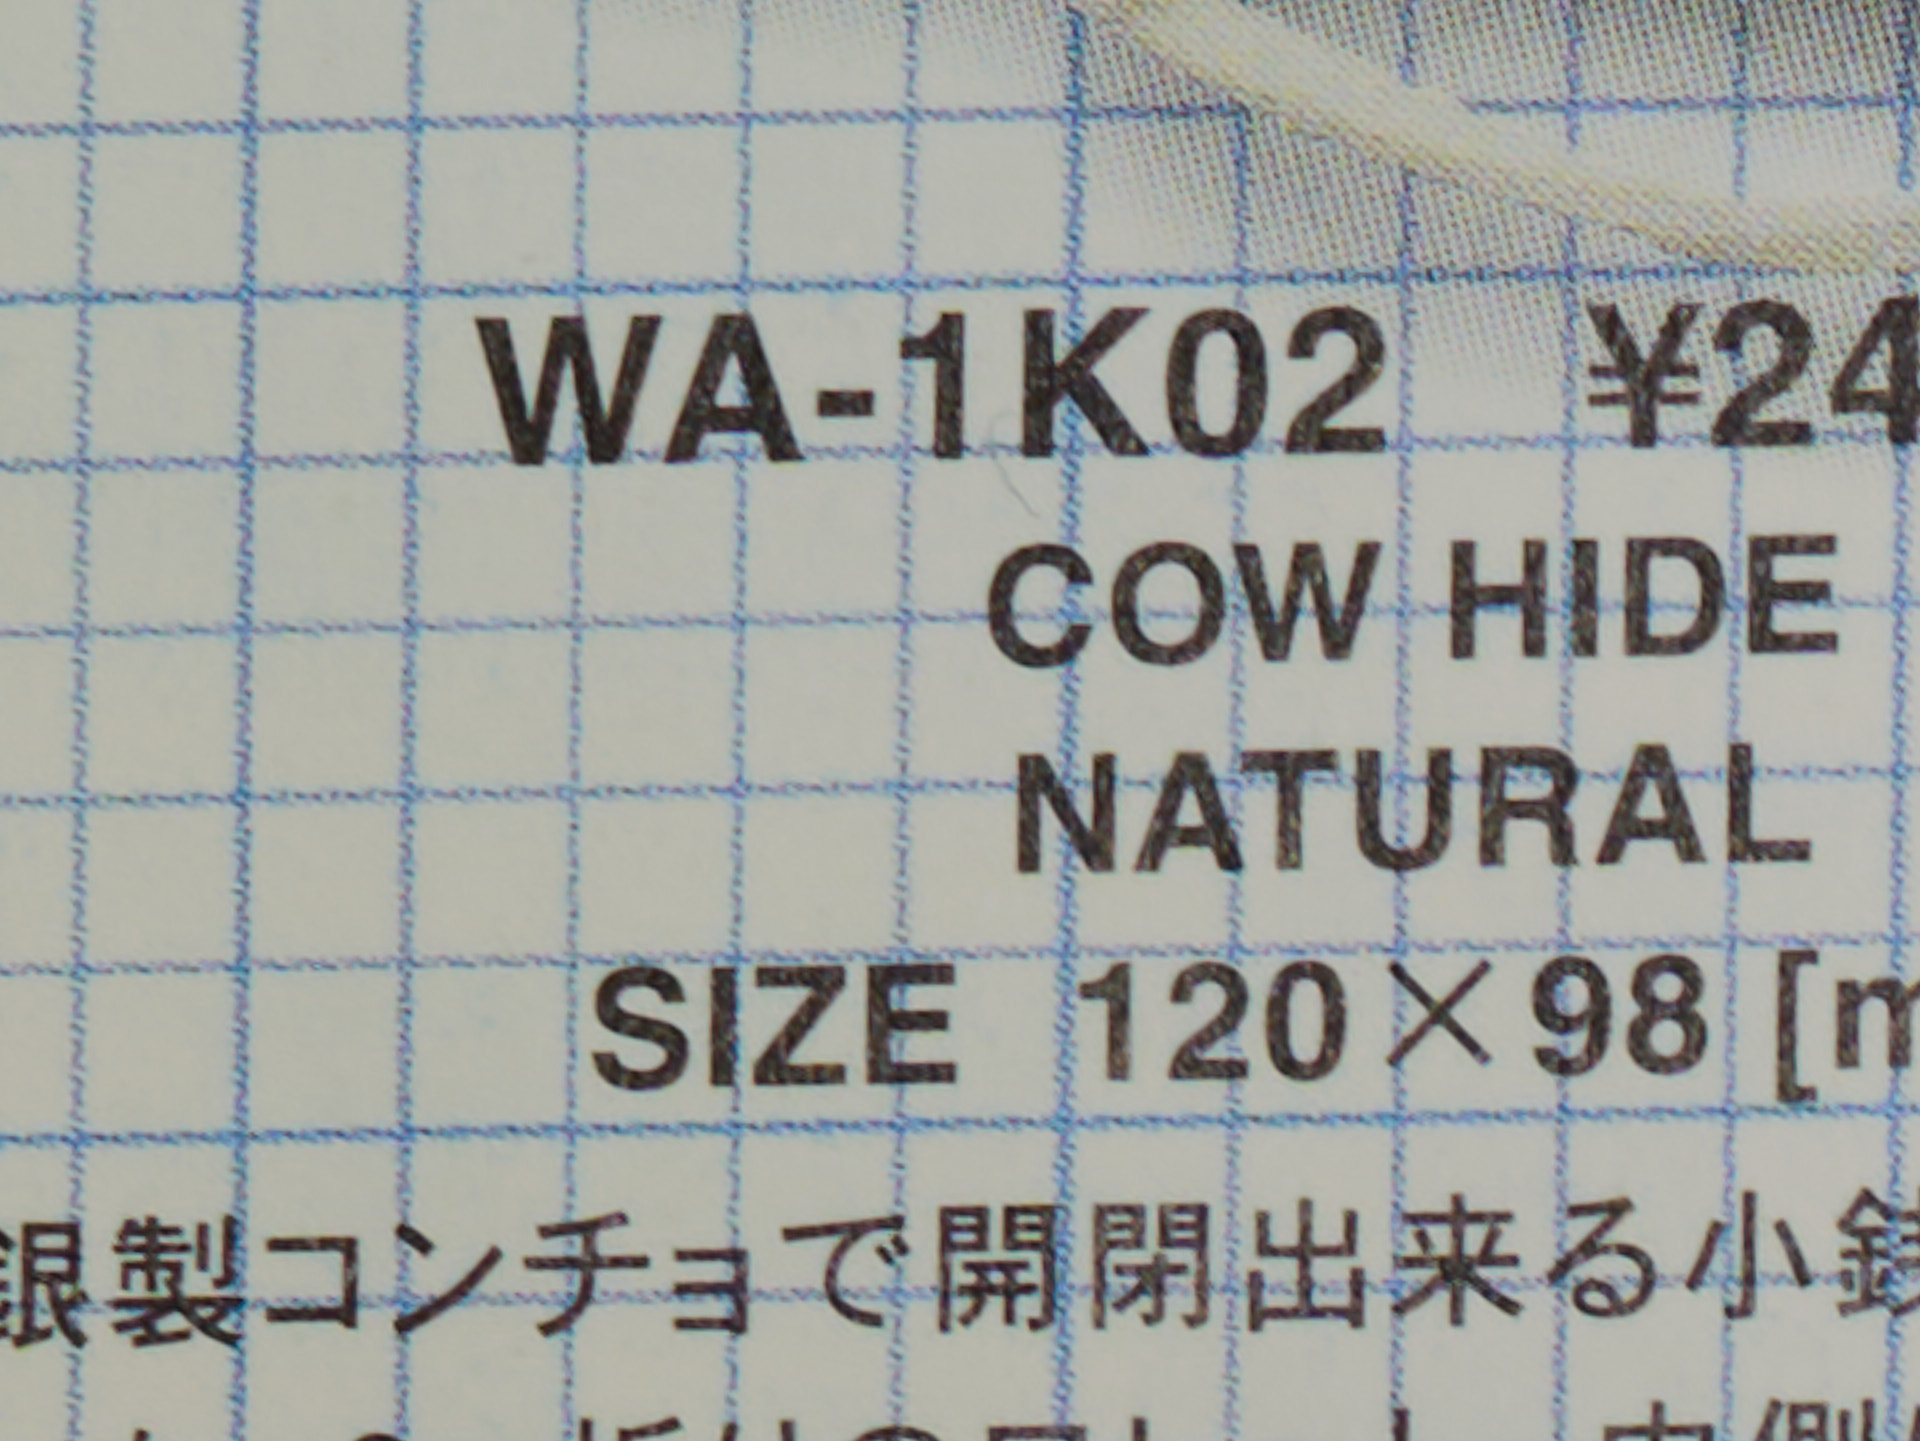 WA-1K02 ¥24
COW HIDE
NATURAL
SIZE 120×98 [m
銀製コンチョで開閉出来る小銭